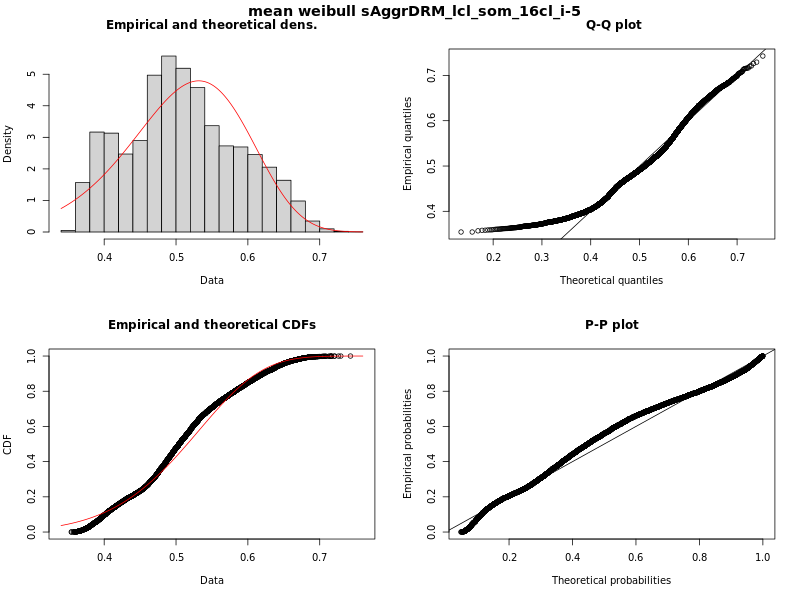 mean weibull sAggrDRM_lcl_som_16cl_i-5
Empirical and theoretical dens.
Density
0 1 2 3 4 5
0.4 0.5 0.6 0.7
Data
Q-Q plot
Empirical quantiles
0.4 0.5 0.6 0.7
0.2 0.3 0.4 0.5 0.6 0.7
Theoretical quantiles
Empirical and theoretical CDFs
CDF
0.0 0.2 0.4 0.6 0.8 1.0
0.4 0.5 0.6 0.7
Data
P-P plot
Empirical probabilities
0.0 0.2 0.4 0.6 0.8 1.0
0.2 0.4 0.6 0.8 1.0
Theoretical probabilities